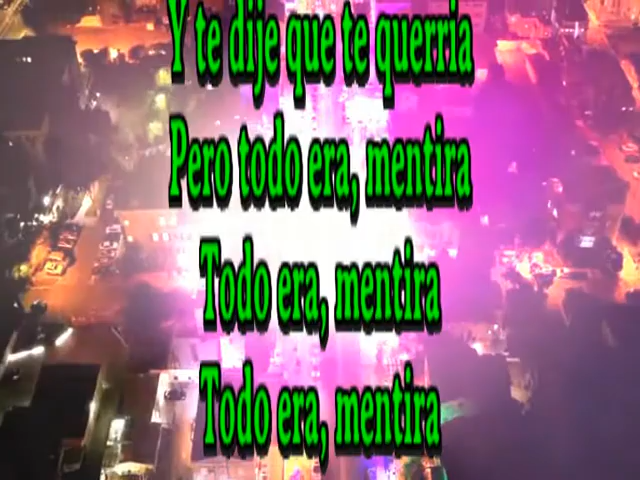 Y te dije que te querria
Pero todo era, mentira
Todo era, mentira
Todo era, mentira